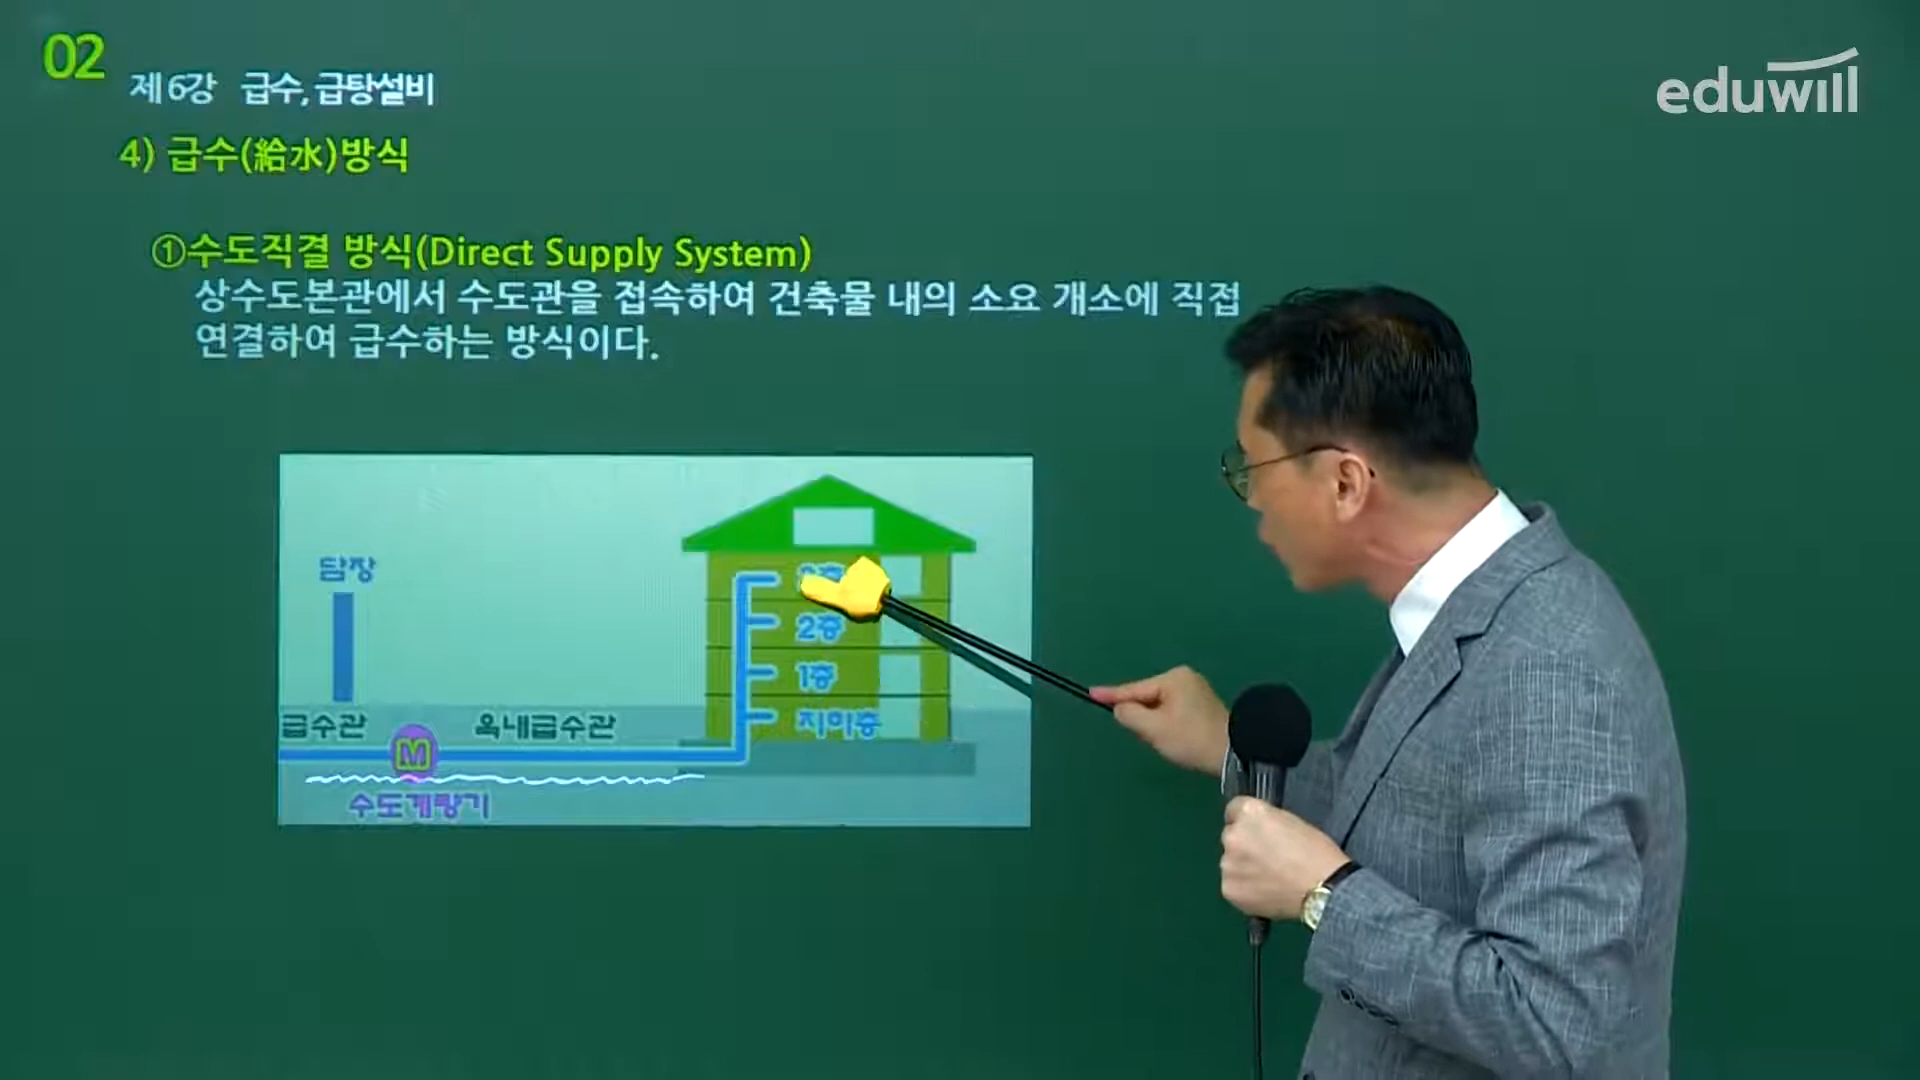 02
제6강 급수, 급탕설비
eduwill
4) 급수(給水)방식
①수도직결 방식(Direct Supply System)
상수도본관에서 수도관을 접속하여 건축물 내의 소요 개소에 직접
연결하여 급수하는 방식이다.
담장
2층
1층
지하층
급수관
M
옥내급수관
수도계량기